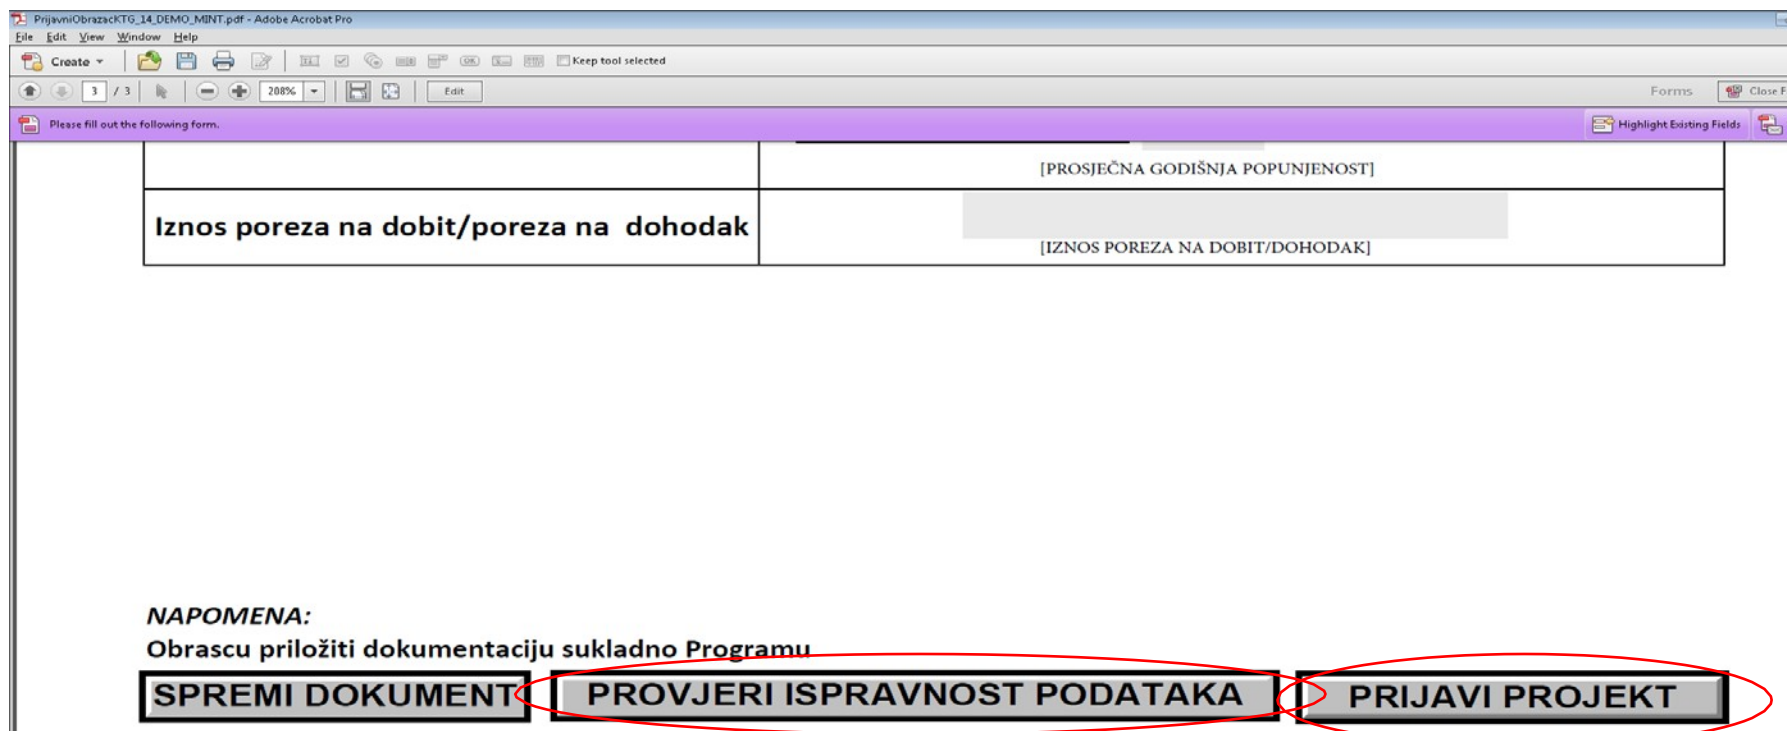 PrijavniObrazacKTG_14_DEMO_MINT.pdf - Adobe Acrobat Pro
File Edit View Window Help
Create Keep tool selected
3 / 3 208% Edit Forms Close F
Please fill out the following form. Highlight Existing Fields
[PROSJEČNA GODIŠNJA POPUNJENOST]
Iznos poreza na dobit/poreza na dohodak
[IZNOS POREZA NA DOBIT/DOHODAK]
NAPOMENA:
Obrascu priložiti dokumentaciju sukladno Programu
SPREMI DOKUMENT PROVJERI ISPRAVNOST PODATAKA PRIJAVI PROJEKT